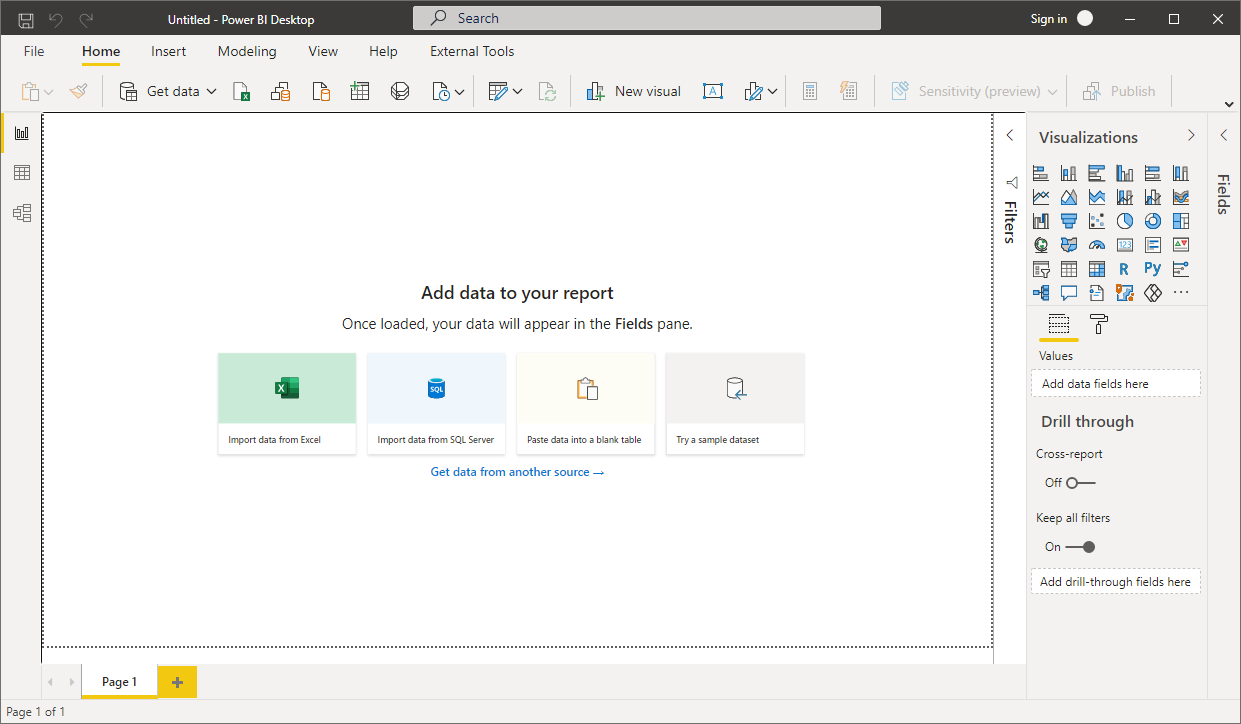 Untitled - Power BI Desktop
Search
Sign in
File
Home
Insert
Modeling
View
Help
External Tools
Get data
New visual
Sensitivity (preview)
Publish
Filters
Visualizations
Fields
123
R
Py
Add data to your report
Once loaded, your data will appear in the Fields pane.
X
SQL
Import data from Excel
Import data from SQL Server
Paste data into a blank table
Try a sample dataset
Get data from another source →
Values
Add data fields here
Drill through
Cross-report
Off
Keep all filters
On
Add drill-through fields here
Page 1
+
Page 1 of 1